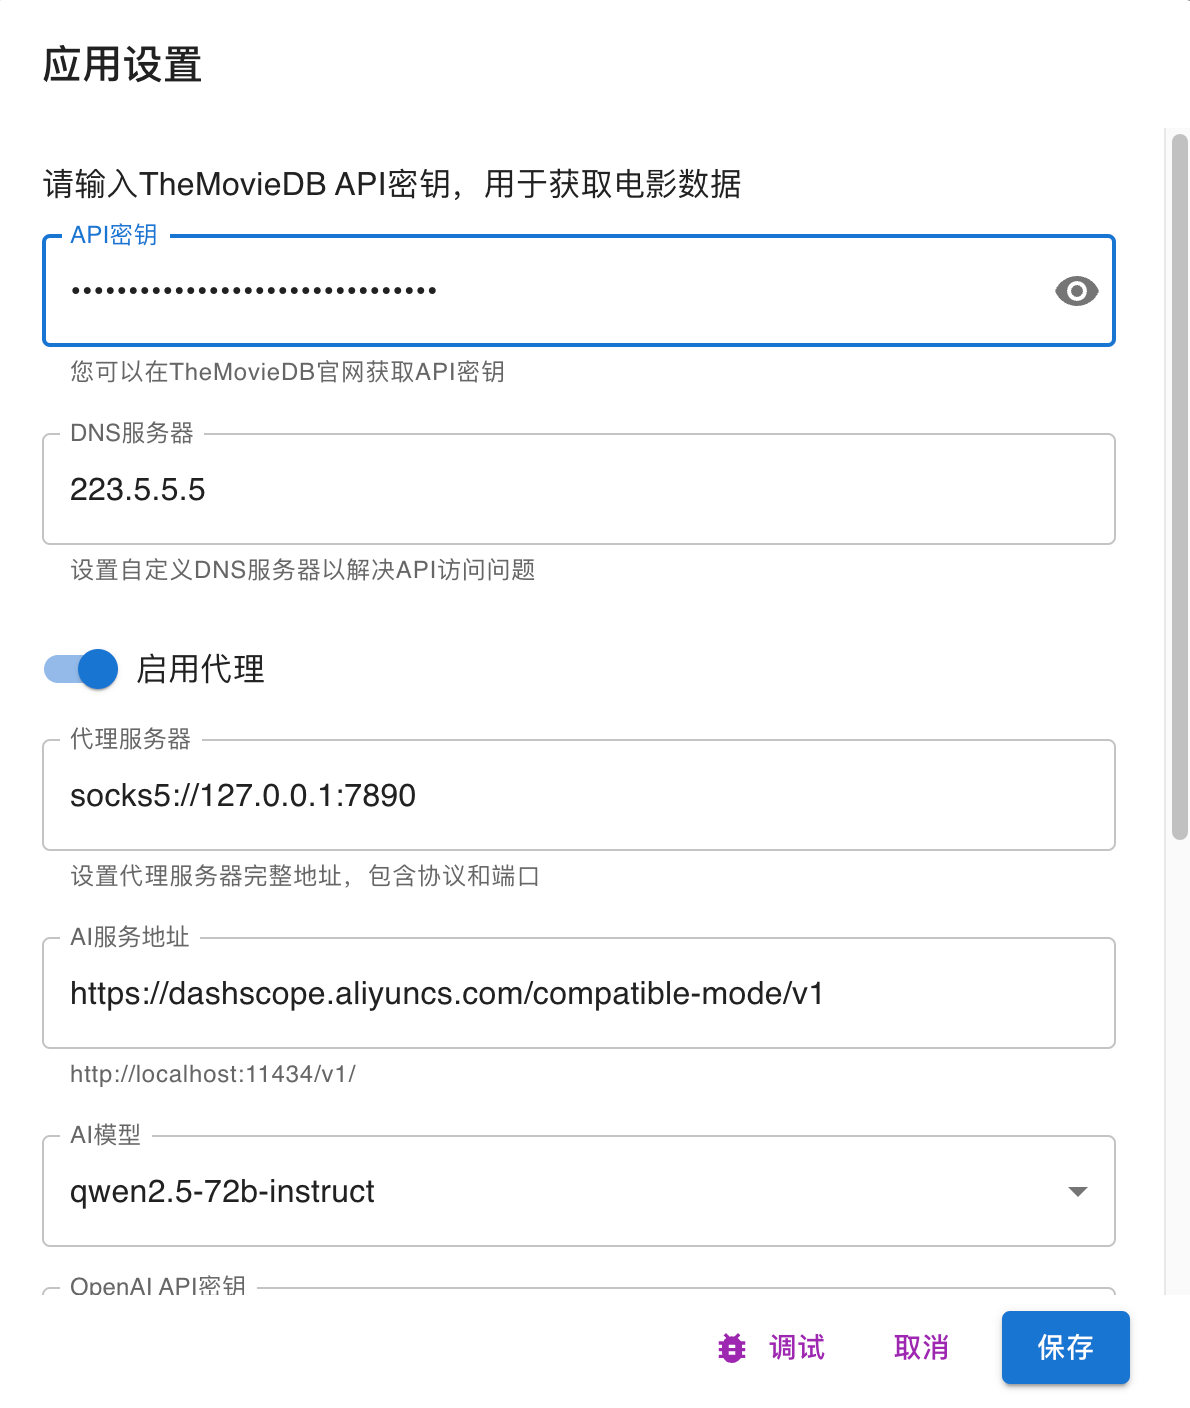 应用设置
请输入TheMovieDB API密钥，用于获取电影数据
API密钥
••••••••••••••••••••••••••••••••
您可以在TheMovieDB官网获取API密钥
DNS服务器
223.5.5.5
设置自定义DNS服务器以解决API访问问题
启用代理
代理服务器
socks5://127.0.0.1:7890
设置代理服务器完整地址，包含协议和端口
AI服务地址
https://dashscope.aliyuncs.com/compatible-mode/v1
http://localhost:11434/v1/
AI模型
qwen2.5-72b-instruct
OpenAI API密钥
调试
取消
保存